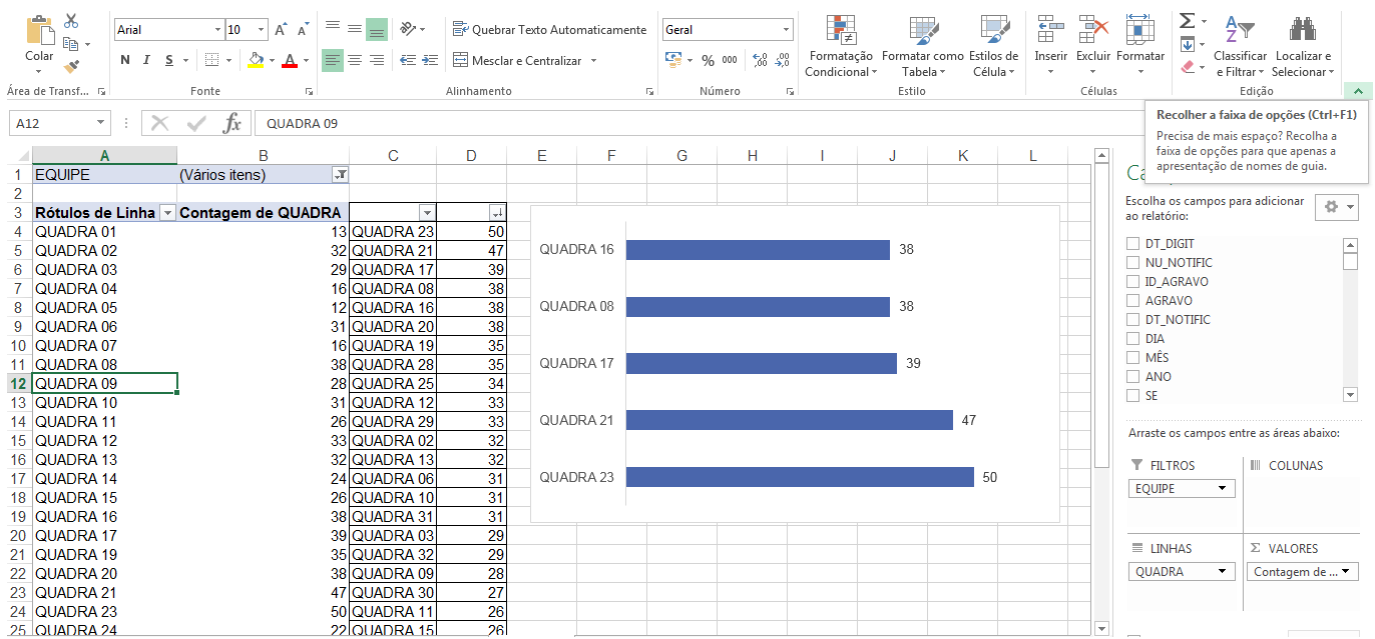 Arial 10 Quebrar Texto Automaticamente Geral
Colar N I S A Mesclar e Centralizar % 000 Formatação Condicional Formatar como Tabela Estilos de Célula Inserir Excluir Formatar Classificar e Filtrar Localizar e Selecionar
Área de Transf... Fonte Alinhamento Número Estilo Células Edição
A12 fx QUADRA 09
Recolher a faixa de opções (Ctrl+F1)
Precisa de mais espaço? Recolha a
faixa de opções para que apenas a
apresentação de nomes de guia.
A B C D E F G H I J K L
1 EQUIPE (Vários itens)
2
3 Rótulos de Linha Contagem de QUADRA
4 QUADRA 01 13 QUADRA 23 50
5 QUADRA 02 32 QUADRA 21 47
6 QUADRA 03 29 QUADRA 17 39
7 QUADRA 04 16 QUADRA 08 38
8 QUADRA 05 12 QUADRA 16 38
9 QUADRA 06 31 QUADRA 20 38
10 QUADRA 07 16 QUADRA 19 35
11 QUADRA 08 38 QUADRA 28 35
12 QUADRA 09 28 QUADRA 25 34
13 QUADRA 10 31 QUADRA 12 33
14 QUADRA 11 26 QUADRA 29 33
15 QUADRA 12 33 QUADRA 02 32
16 QUADRA 13 32 QUADRA 13 32
17 QUADRA 14 24 QUADRA 06 31
18 QUADRA 15 26 QUADRA 10 31
19 QUADRA 16 38 QUADRA 31 31
20 QUADRA 17 39 QUADRA 03 29
21 QUADRA 19 35 QUADRA 32 29
22 QUADRA 20 38 QUADRA 09 28
23 QUADRA 21 47 QUADRA 30 27
24 QUADRA 23 50 QUADRA 11 26
25 QUADRA 24 22 QUADRA 15 26
QUADRA 16 38
QUADRA 08 38
QUADRA 17 39
QUADRA 21 47
QUADRA 23 50
Escolha os campos para adicionar
ao relatório:
DT_DIGIT
NU_NOTIFIC
ID_AGRAVO
AGRAVO
DT_NOTIFIC
DIA
MÊS
ANO
SE
Arraste os campos entre as áreas abaixo:
FILTROS COLUNAS
EQUIPE
LINHAS Σ VALORES
QUADRA Contagem de ...